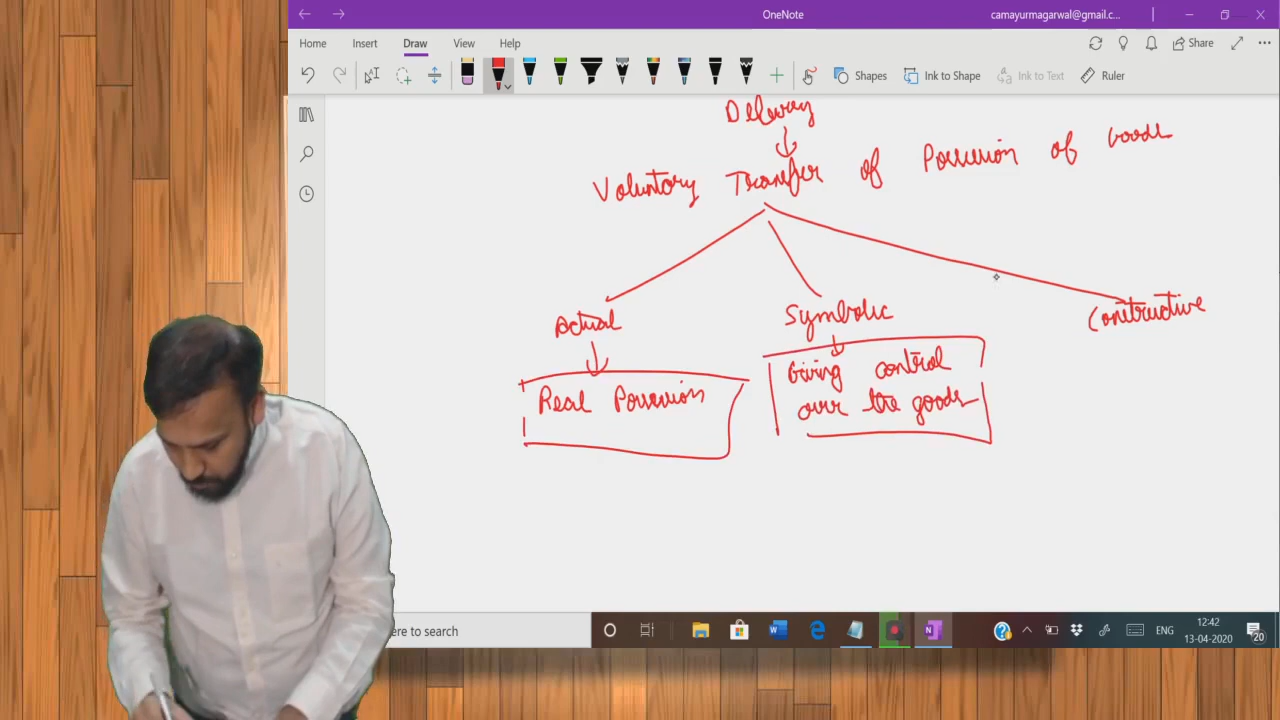 OneNote
camayurmagarwal@gmail.c...
Home Insert Draw View Help
Share
Shapes
Ink to Shape
Ink to Text
Ruler
Delivery
Voluntary Transfer of Possession of Goods
Actual
Symbolic
Constructive
Real Possession
Giving control
over the goods
ere to search
ENG
12:42
13-04-2020
20